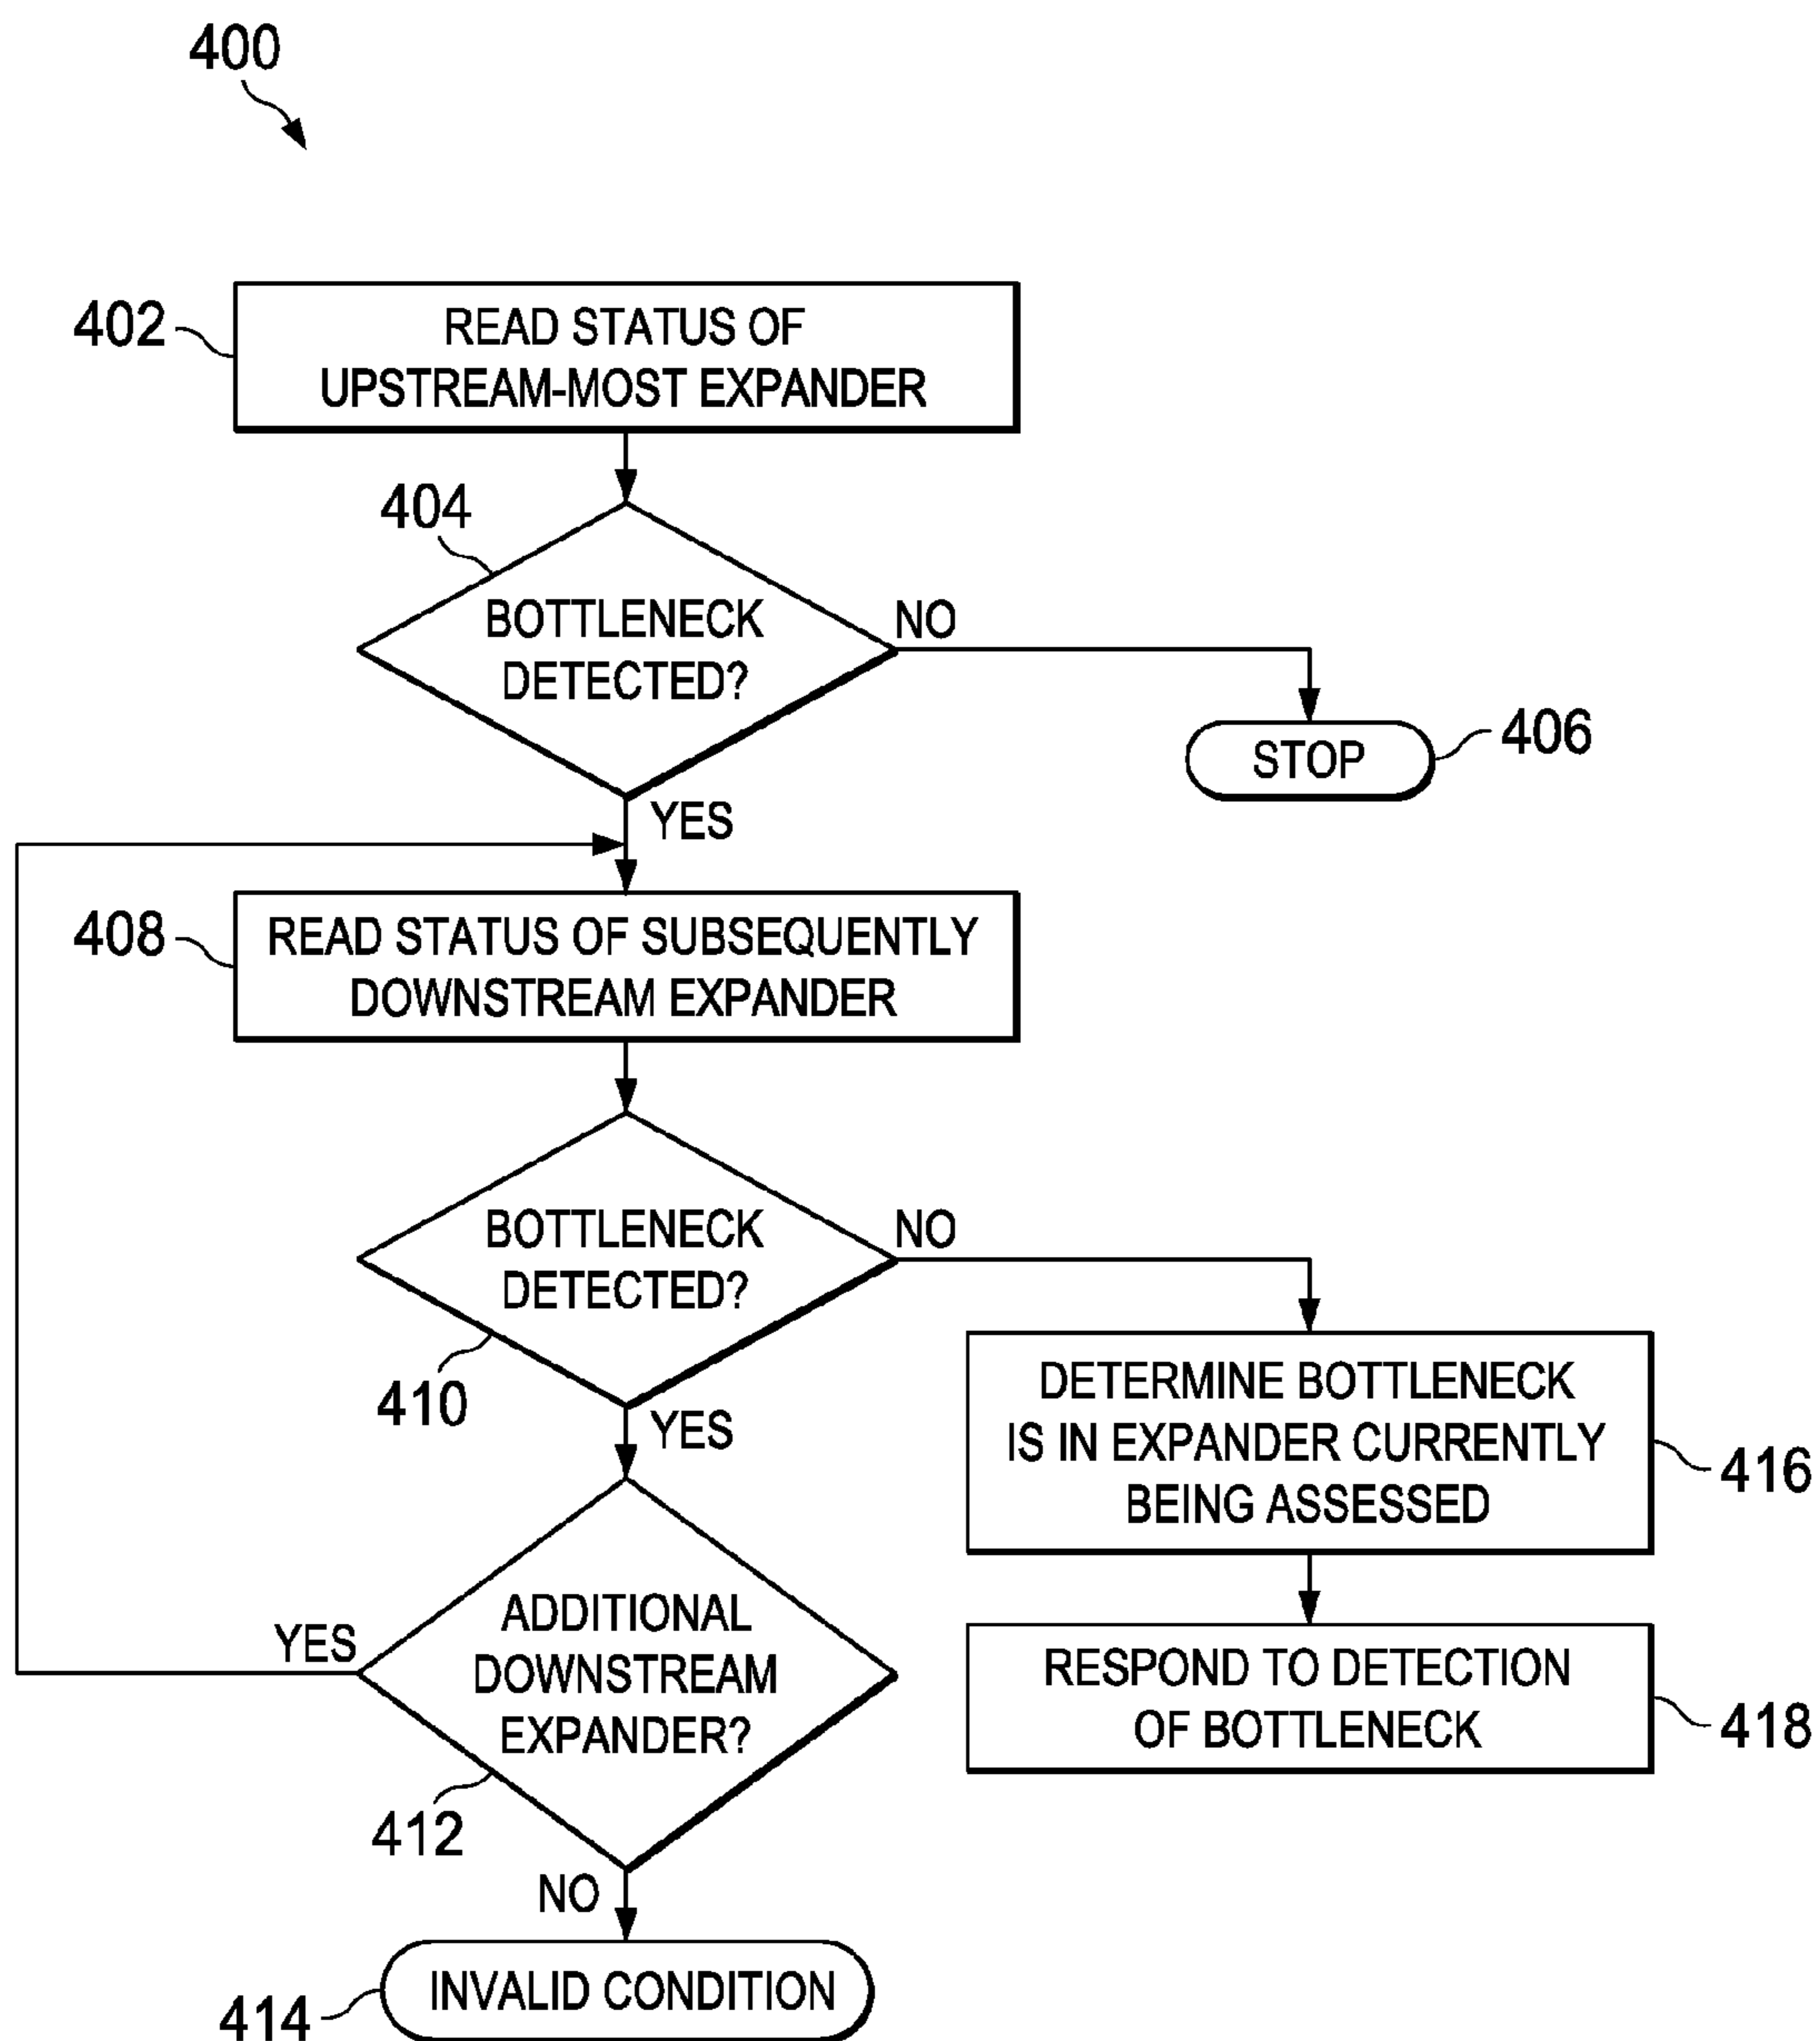 400
402
READ STATUS OF
UPSTREAM-MOST EXPANDER
404
BOTTLENECK
DETECTED?
NO
STOP
406
YES
408
READ STATUS OF SUBSEQUENTLY
DOWNSTREAM EXPANDER
BOTTLENECK
DETECTED?
NO
410
YES
DETERMINE BOTTLENECK
IS IN EXPANDER CURRENTLY
BEING ASSESSED
416
ADDITIONAL
DOWNSTREAM
EXPANDER?
YES
412
RESPOND TO DETECTION
OF BOTTLENECK
418
NO
INVALID CONDITION
414